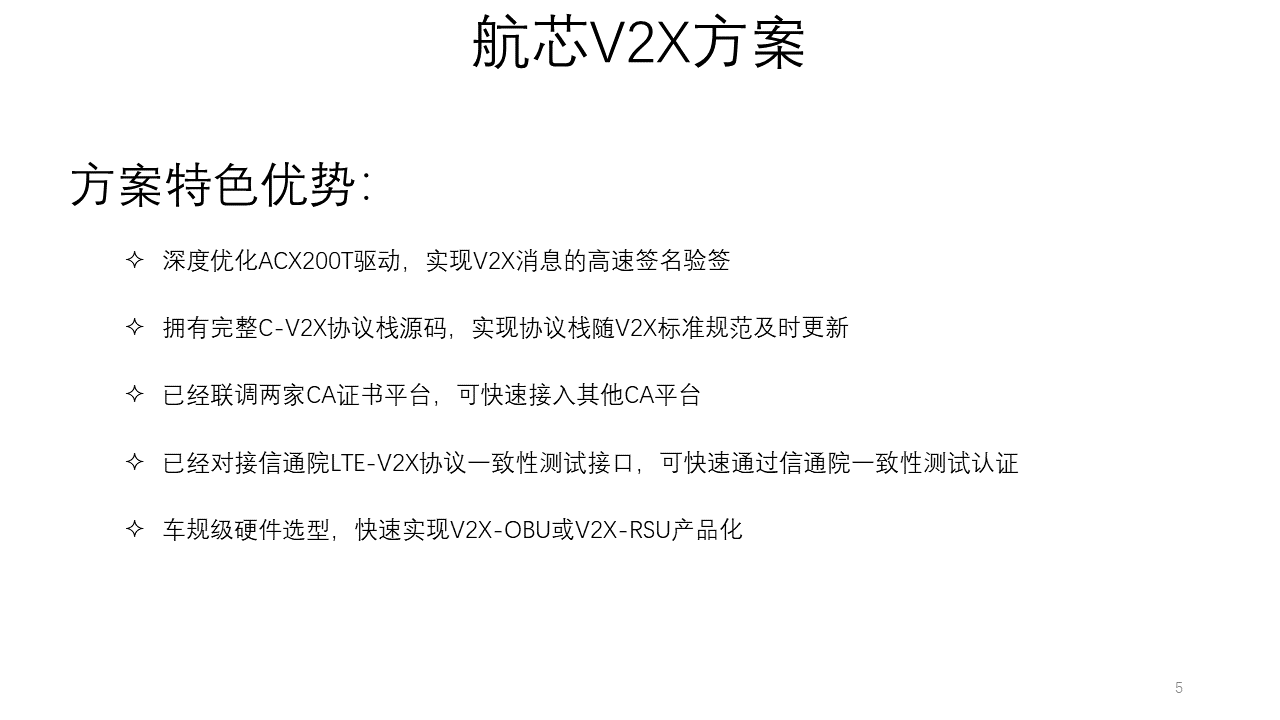 航芯V2X方案
方案特色优势：
✧ 深度优化ACX200T驱动，实现V2X消息的高速签名验签
✧ 拥有完整C-V2X协议栈源码，实现协议栈随V2X标准规范及时更新
✧ 已经联调两家CA证书平台，可快速接入其他CA平台
✧ 已经对接信通院LTE-V2X协议一致性测试接口，可快速通过信通院一致性测试认证
✧ 车规级硬件选型，快速实现V2X-OBU或V2X-RSU产品化
5